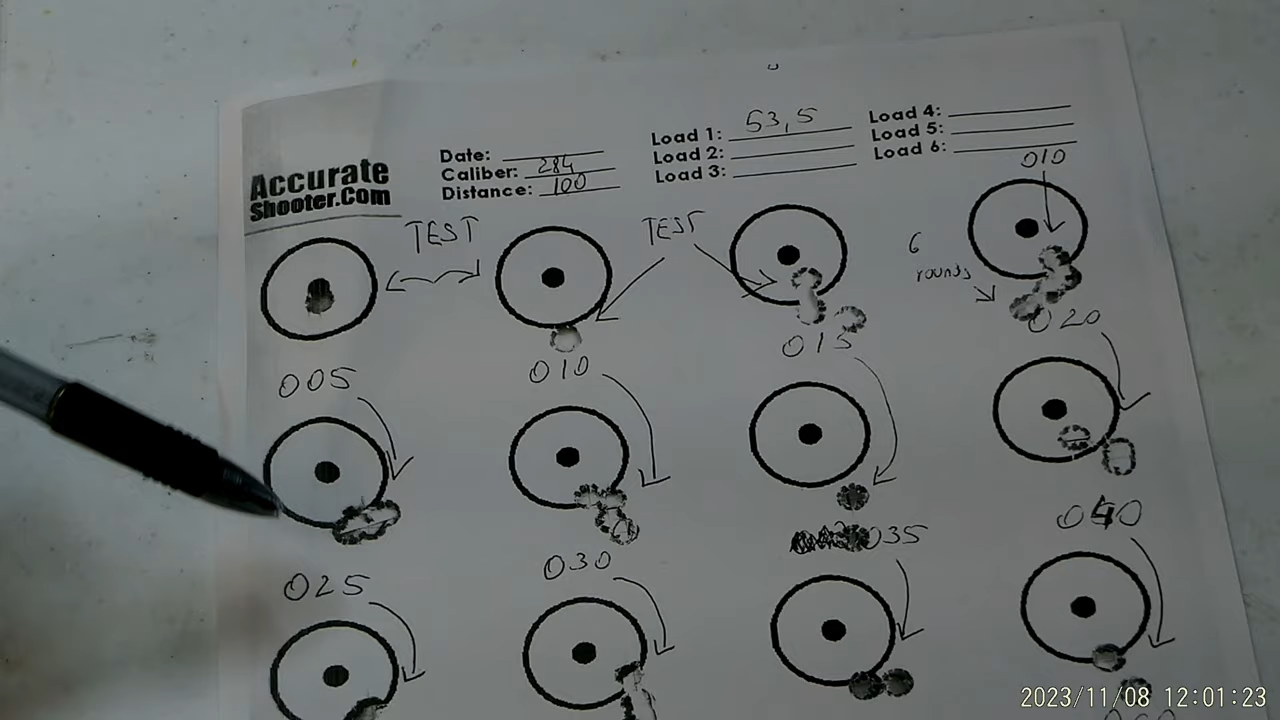 Accurate
Shooter.Com
Date:
Caliber: 284
Distance: 100
Load 1: 53,5
Load 2:
Load 3:
Load 4:
Load 5:
Load 6:
TEST
TEST
010
6
rounds
005
010
015
020
025
030
035
040
2023/11/08 12:01:23